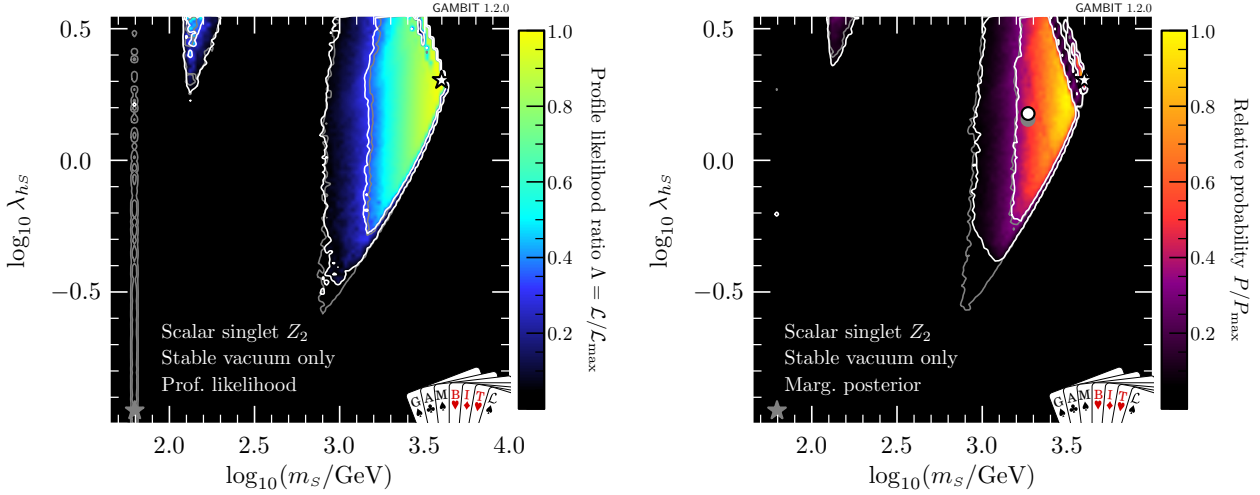 GAMBIT 1.2.0
0.5
0.0
−0.5
log₁₀ λₕₛ
Scalar singlet Z₂
Stable vacuum only
Prof. likelihood
G A M B I T L
2.0 2.5 3.0 3.5 4.0
log₁₀(mₛ/GeV)
1.0
0.8
0.6
0.4
0.2
Profile likelihood ratio Λ = ℒ/ℒmax
GAMBIT 1.2.0
0.5
0.0
−0.5
log₁₀ λₕₛ
Scalar singlet Z₂
Stable vacuum only
Marg. posterior
G A M B I T L
2.0 2.5 3.0 3.5
log₁₀(mₛ/GeV)
1.0
0.8
0.6
0.4
0.2
Relative probability P/Pmax